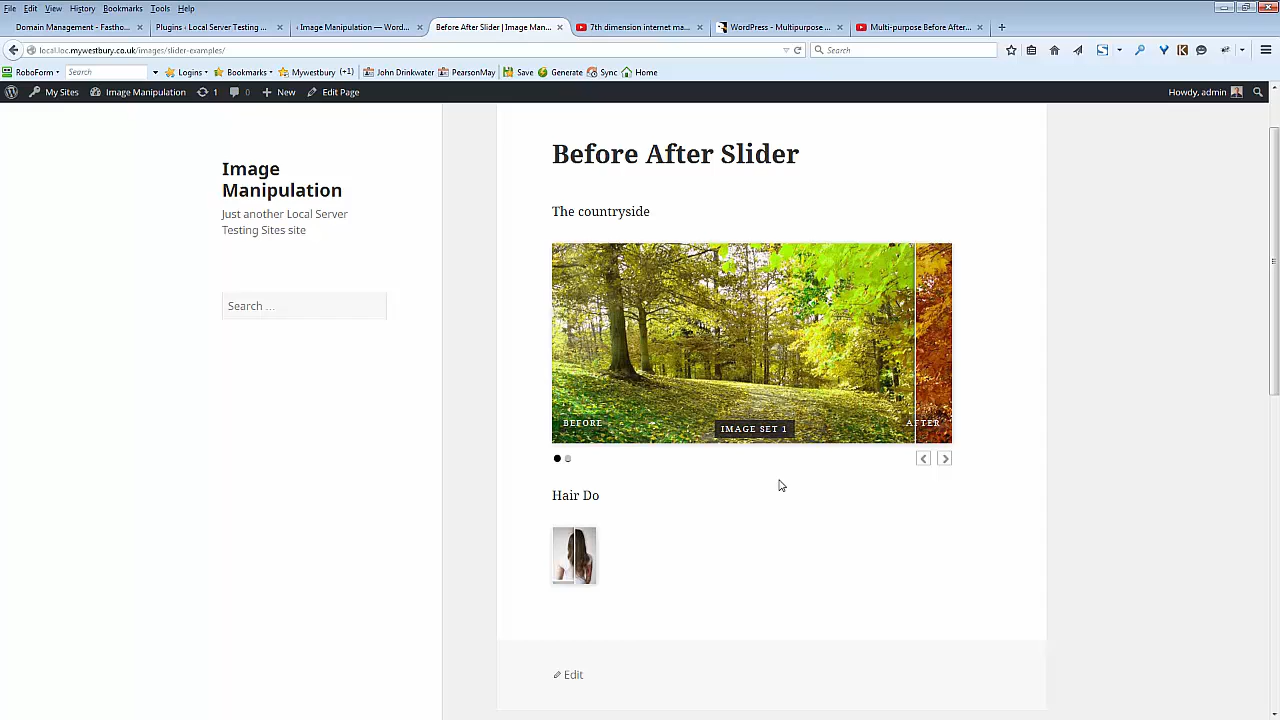 File Edit View History Bookmarks Tools Help
Domain Management - Fastho...
Plugins ‹ Local Server Testing ...
‹ Image Manipulation — Word...
Before After Slider | Image Man...
7th dimension internet ma...
WordPress - Multipurpose ...
Multi-purpose Before After...
local.loc.mywestbury.co.uk/images/slider-examples/
Search
RoboForm
Search
Logins
Bookmarks
Mywestbury (+1)
John Drinkwater
PearsonMay
Save
Generate
Sync
Home
My Sites
Image Manipulation
1
New
Edit Page
Howdy, admin
Image
Manipulation
Just another Local Server
Testing Sites site
Search ...
Before After Slider
The countryside
BEFORE
IMAGE SET 1
AFTER
Hair Do
Edit